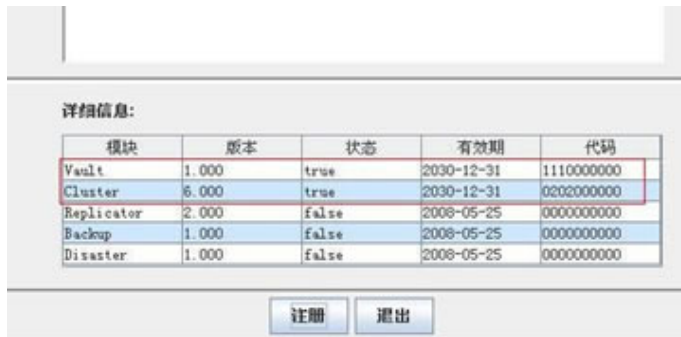 详细信息:
模块 版本 状态 有效期 代码
Vault 1.000 true 2030-12-31 1110000000
Cluster 6.000 true 2030-12-31 0202000000
Replicator 2.000 false 2008-05-25 0000000000
Backup 1.000 false 2008-05-25 0000000000
Disaster 1.000 false 2008-05-25 0000000000
注册 退出